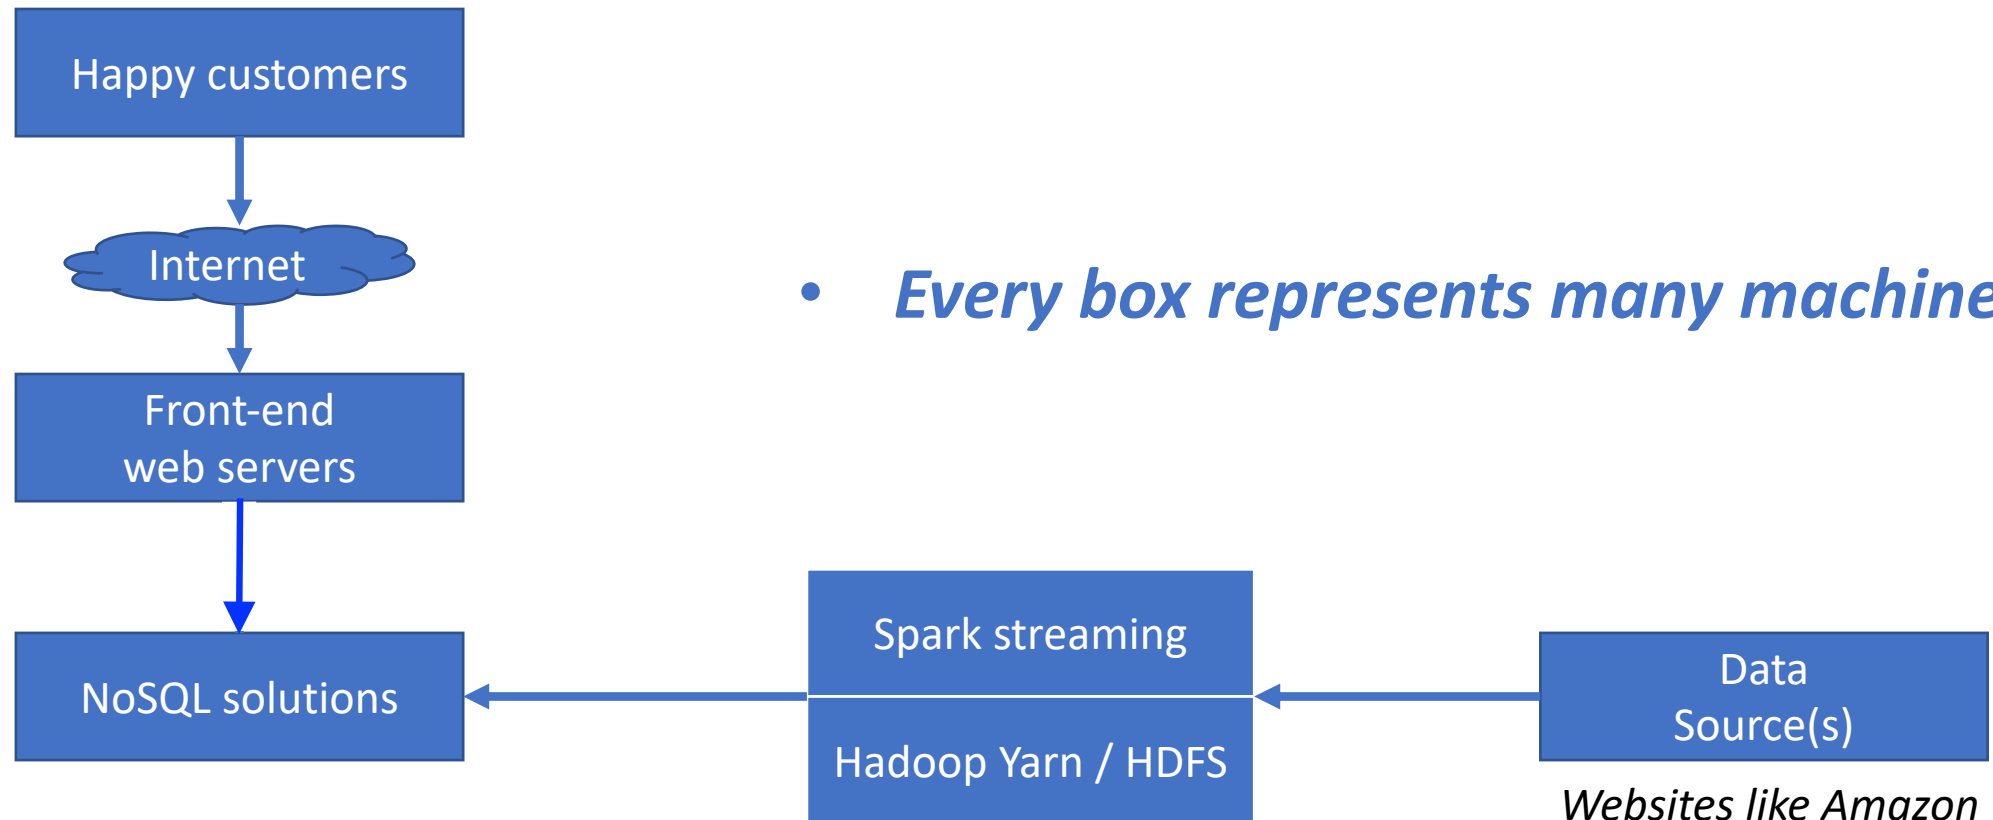 Happy customers
Internet
• Every box represents many machine
Front-end
web servers
NoSQL solutions
Spark streaming
Hadoop Yarn / HDFS
Data
Source(s)
Websites like Amazon